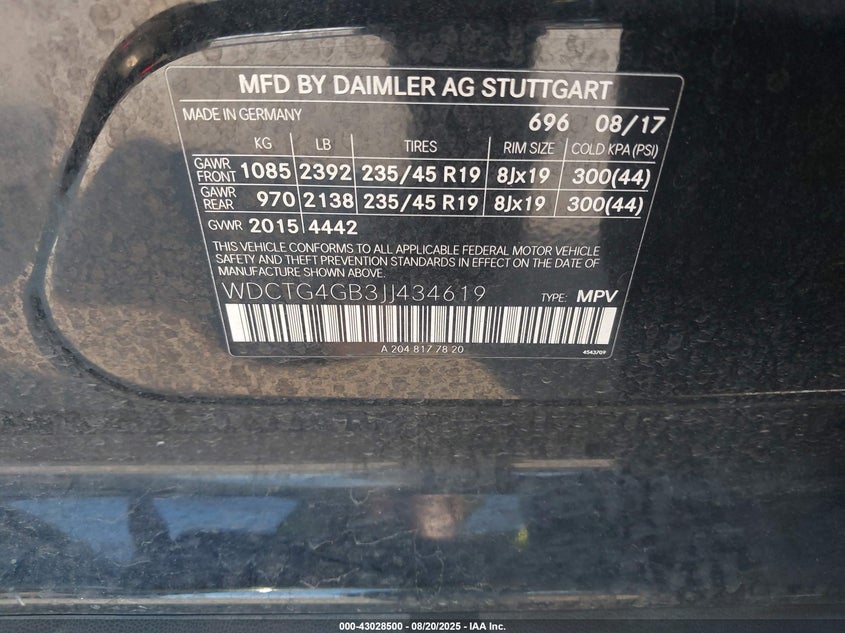 MFD BY DAIMLER AG STUTTGART
MADE IN GERMANY 696 08/17
KG LB TIRES RIM SIZE COLD KPA (PSI)
GAWR FRONT 1085 2392 235/45 R19 8Jx19 300(44)
GAWR REAR 970 2138 235/45 R19 8Jx19 300(44)
GVWR 2015 4442
THIS VEHICLE CONFORMS TO ALL APPLICABLE FEDERAL MOTOR VEHICLE
SAFETY AND THEFT PREVENTION STANDARDS IN EFFECT ON THE DATE OF
MANUFACTURE SHOWN ABOVE.
WDCTG4GB3JJ434619 TYPE: MPV
A 204 817 78 20 4543709
000-43028500 - 08/20/2025 - IAA Inc.